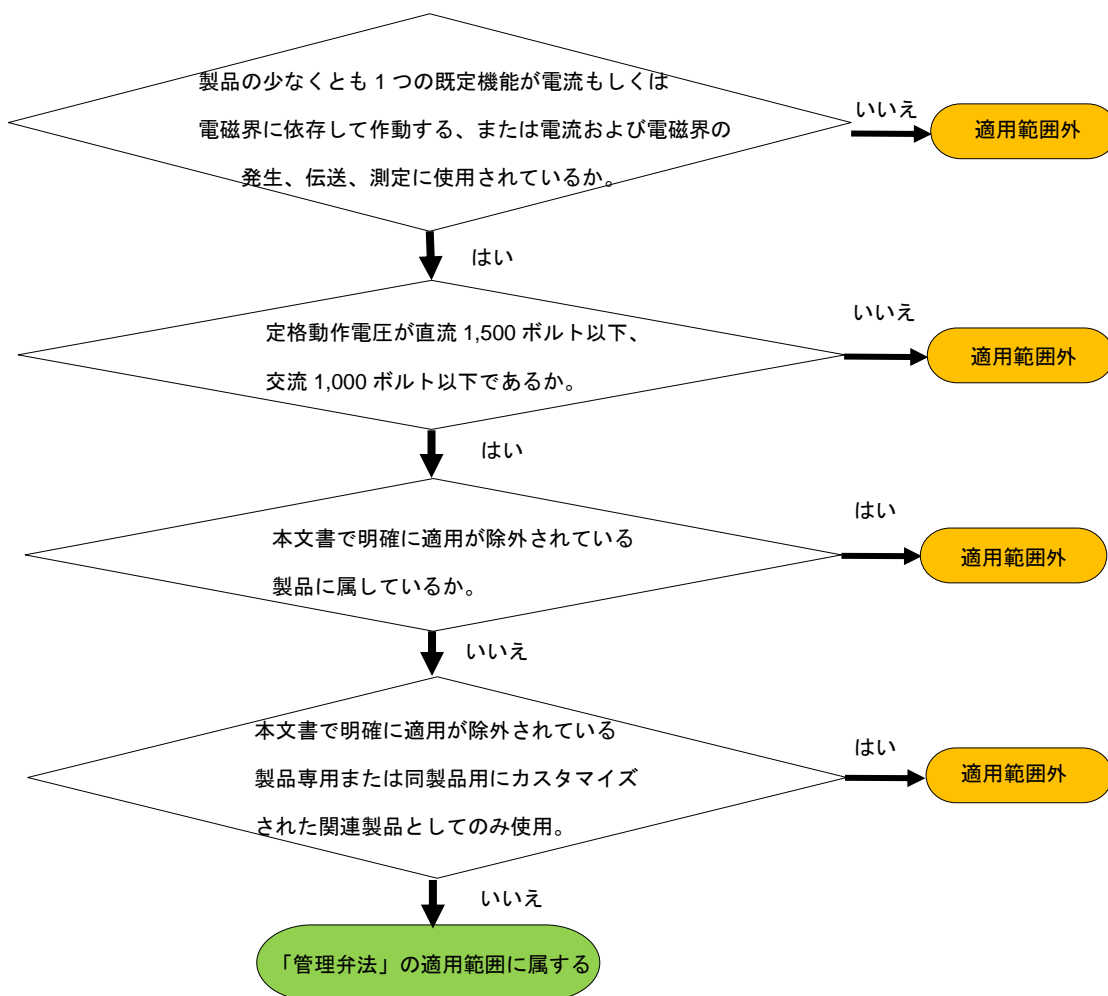 製品の少なくとも 1 つの既定機能が電流もしくは
電磁界に依存して作動する、または電流および電磁界の
発生、伝送、測定に使用されているか。
いいえ
適用範囲外
はい
定格動作電圧が直流 1,500 ボルト以下、
交流 1,000 ボルト以下であるか。
いいえ
適用範囲外
はい
本文書で明確に適用が除外されている
製品に属しているか。
はい
適用範囲外
いいえ
本文書で明確に適用が除外されている
製品専用または同製品用にカスタマイズ
された関連製品としてのみ使用。
はい
適用範囲外
いいえ
「管理弁法」の適用範囲に属する